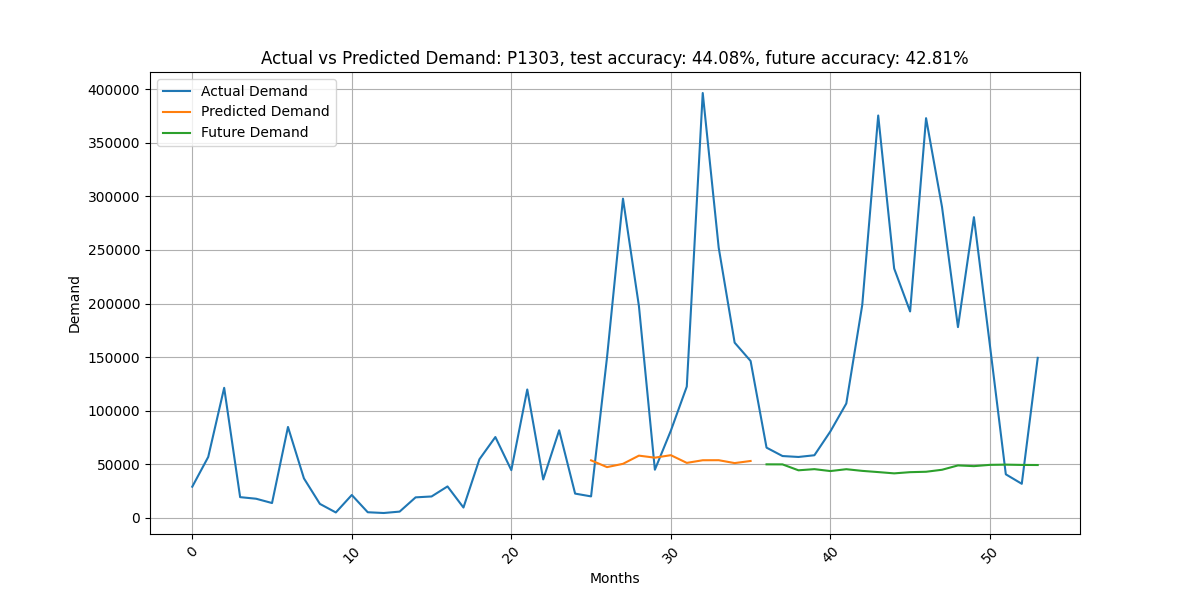 Actual vs Predicted Demand: P1303, test accuracy: 44.08%, future accuracy: 42.81%
Actual Demand
Predicted Demand
Future Demand
400000
350000
300000
250000
200000
150000
100000
50000
0
Demand
0
10
20
30
40
50
Months